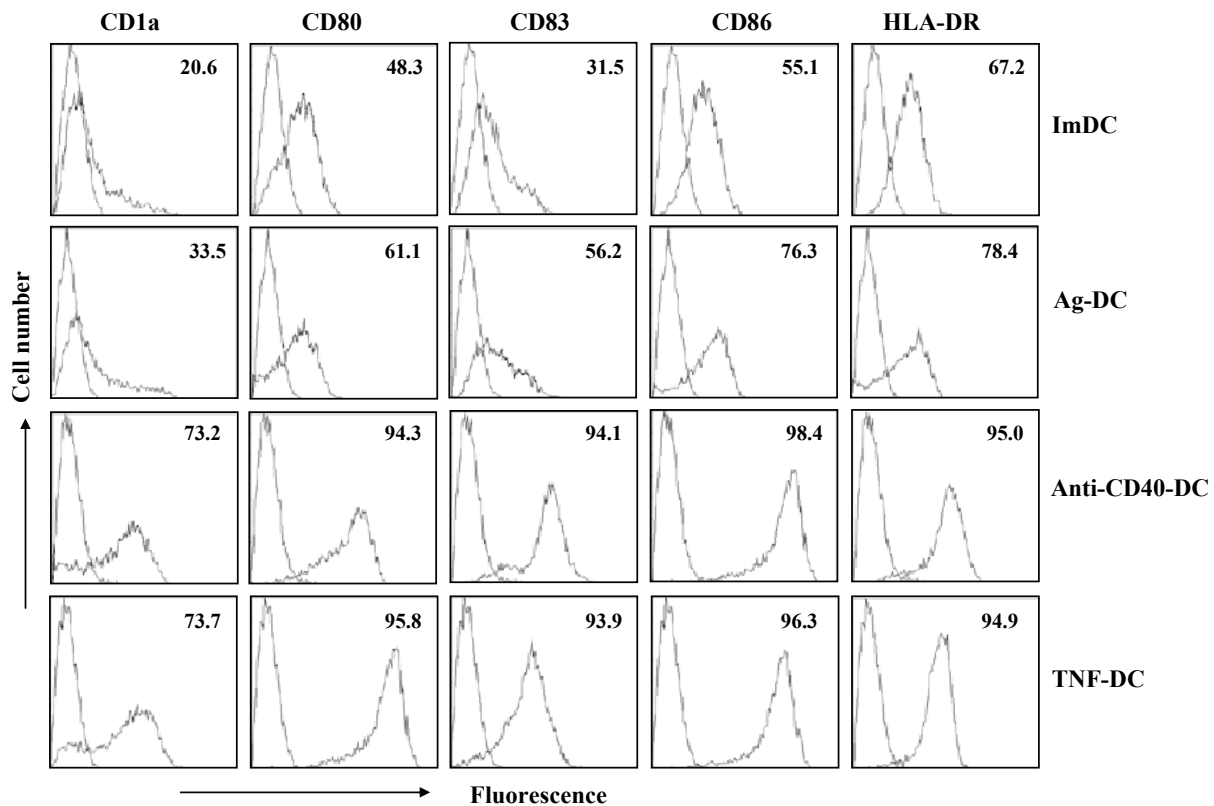 CD1a CD80 CD83 CD86 HLA-DR
20.6 48.3 31.5 55.1 67.2
ImDC
33.5 61.1 56.2 76.3 78.4
Ag-DC
73.2 94.3 94.1 98.4 95.0
Anti-CD40-DC
73.7 95.8 93.9 96.3 94.9
TNF-DC
Cell number
Fluorescence